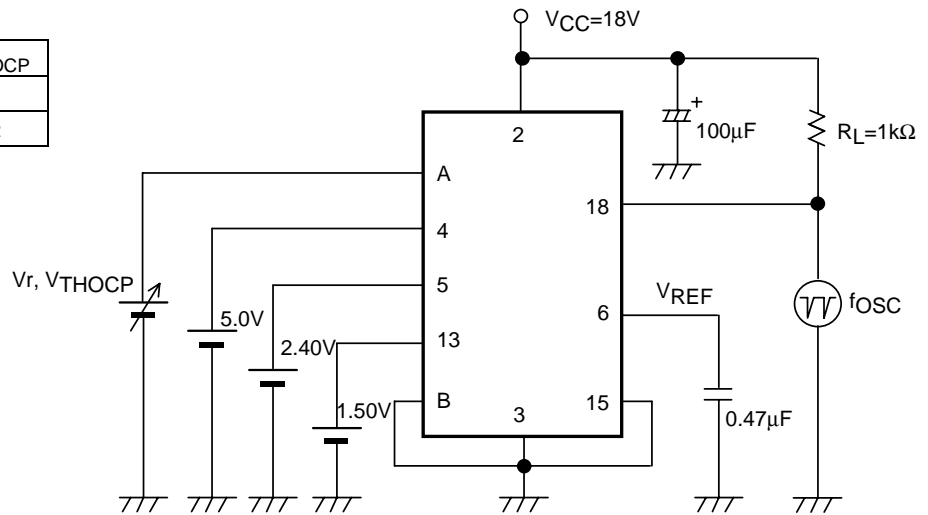 VCC=18V
2
+
100μF
RL=1kΩ
A
18
4
Vr, VTHOCP
5
VREF
fOSC
5.0V
6
13
2.40V
B
15
1.50V
3
0.47μF